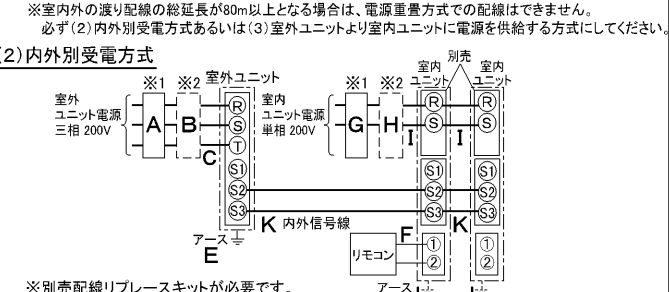 ※室内外の渡り配線の総延長が80m以上となる場合は、電源重畳方式での配線はできません。
必ず(2)内外別受電方式あるいは(3)室外ユニットより室内ユニットに電源を供給する方式にしてください。
(2)内外別受電方式
別売
※1 ※2 室外ユニット
※1 ※2 室内ユニット 室内ユニット
室外
ユニット電源
三相 200V
A B C
R
S
T
S1
S2
S3
室内
ユニット電源
単相 200V
G H I I
R
S
S1
S2
S3
R
S
S1
S2
S3
K 内外信号線
K
アース
E
リモコン
F
①
②
①
②
アース
※別売配線リプレースキットが必要です。